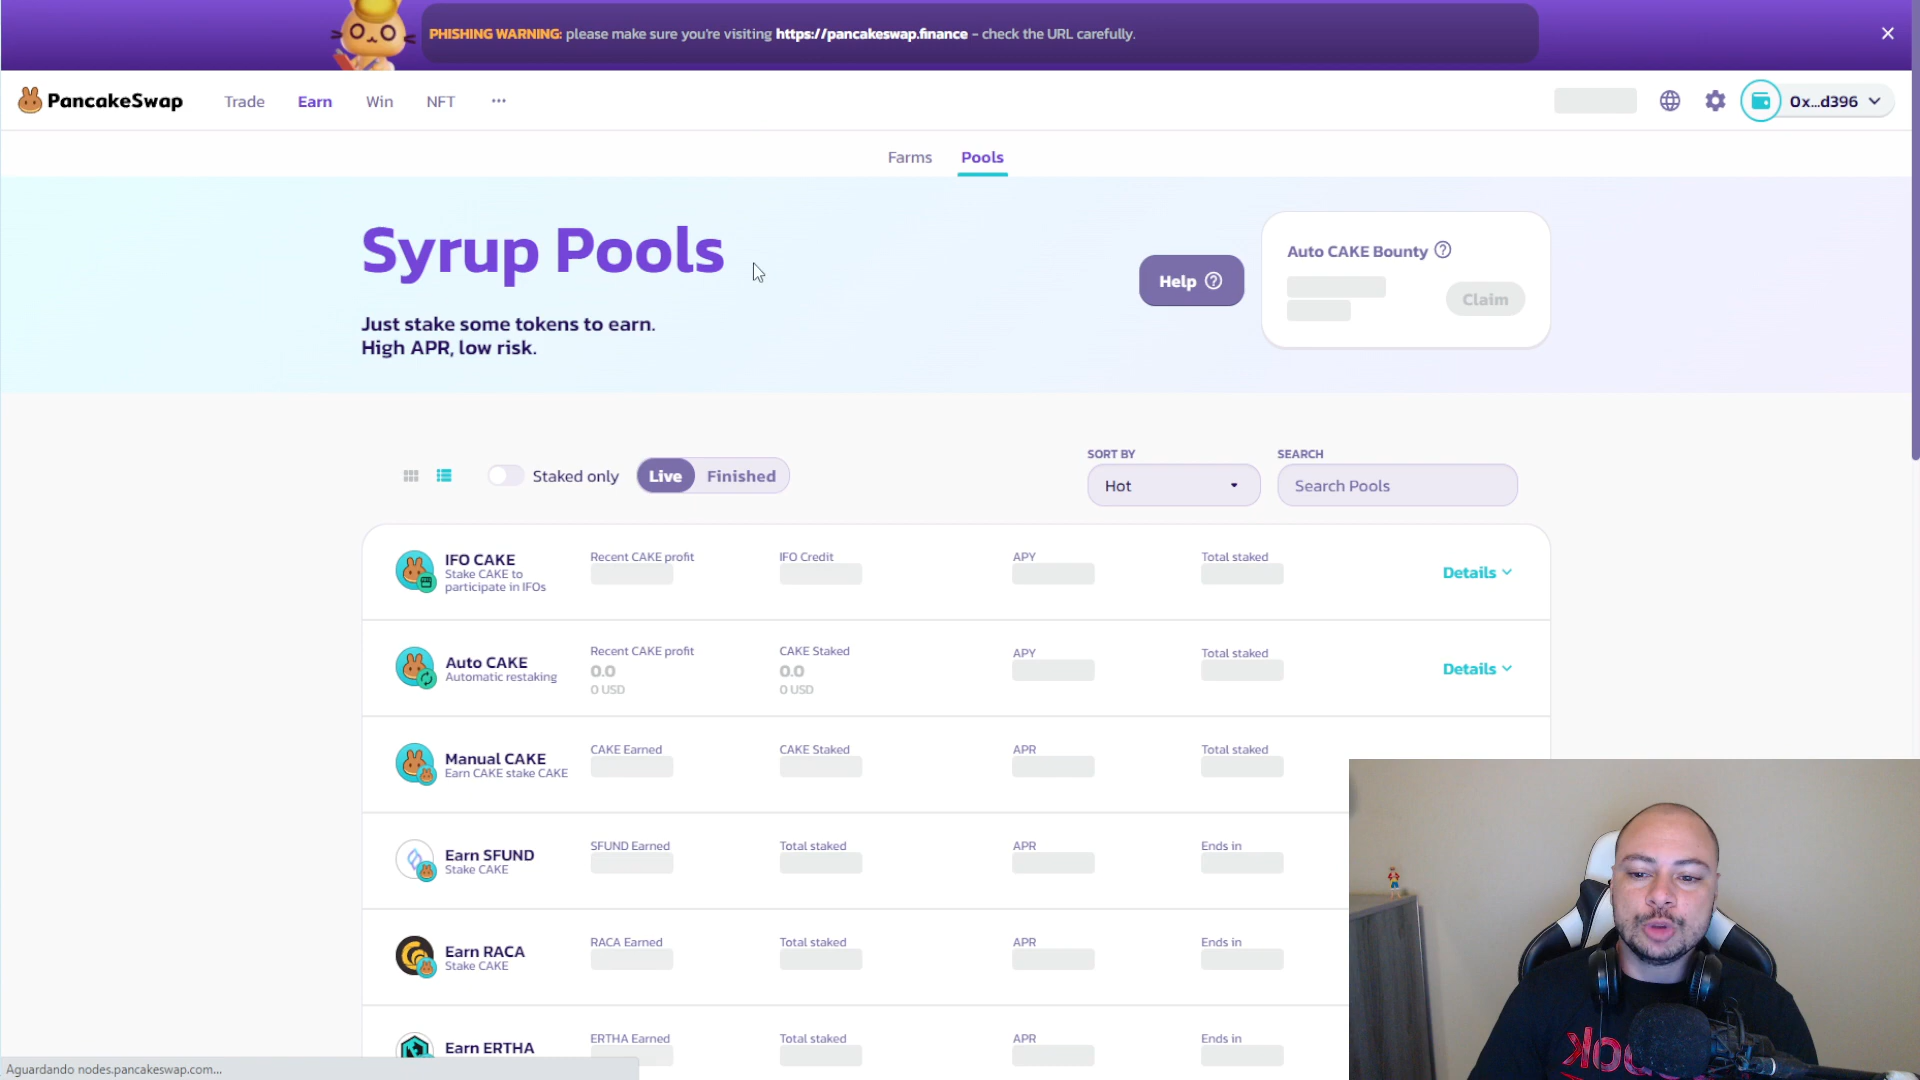 PHISHING WARNING: please make sure you're visiting https://pancakeswap.finance - check the URL carefully.
PancakeSwap
Trade
Earn
Win
NFT
0x...d396
Farms
Pools
Syrup Pools
Just stake some tokens to earn.
High APR, low risk.
Help
Auto CAKE Bounty
Claim
Staked only
Live
Finished
SORT BY
Hot
SEARCH
Search Pools
IFO CAKE
Stake CAKE to
participate in IFOs
Recent CAKE profit
IFO Credit
APY
Total staked
Details
Auto CAKE
Automatic restaking
Recent CAKE profit
0.0
0 USD
CAKE Staked
0.0
0 USD
APY
Total staked
Details
Manual CAKE
Earn CAKE stake CAKE
CAKE Earned
CAKE Staked
APR
Total staked
Earn SFUND
Stake CAKE
SFUND Earned
Total staked
APR
Ends in
Earn RACA
Stake CAKE
RACA Earned
Total staked
APR
Ends in
Earn ERTHA
ERTHA Earned
Total staked
APR
Ends in
Aguardando nodes.pancakeswap.com...